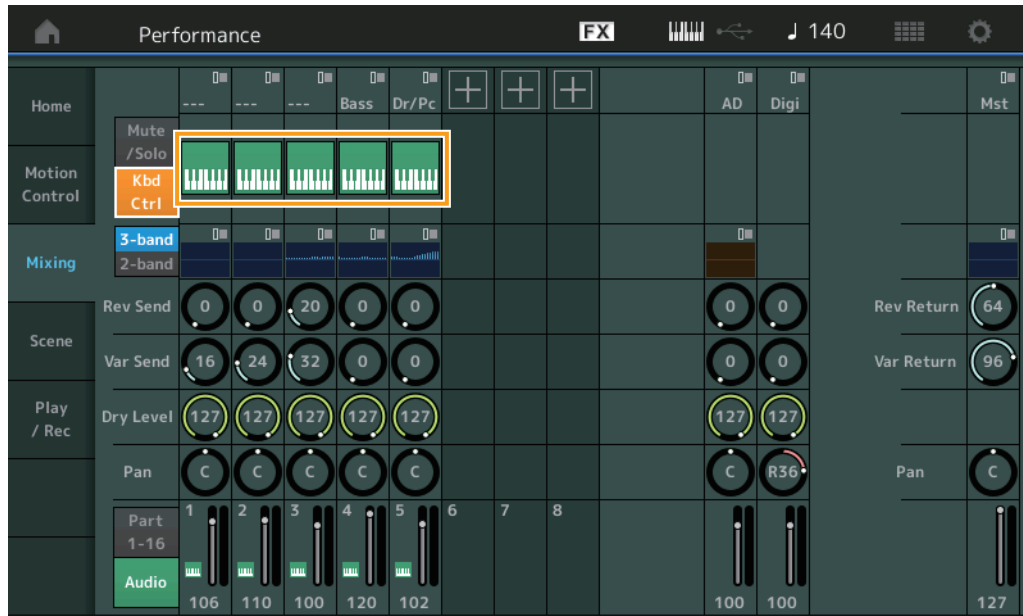 Performance FX 140
Home --- --- --- Bass Dr/Pc AD Digi Mst
Mute
/Solo
Motion
Control
Kbd
Ctrl
Mixing
3-band
2-band
Rev Send 0 0 20 0 0 0 0 Rev Return 64
Scene
Var Send 16 24 32 0 0 0 0 Var Return 96
Play
/ Rec
Dry Level 127 127 127 127 127 127 127
Pan C C C C C C R36 Pan C
Part
1-16
1 2 3 4 5 6 7 8
Audio
106 110 100 120 102 100 100 127